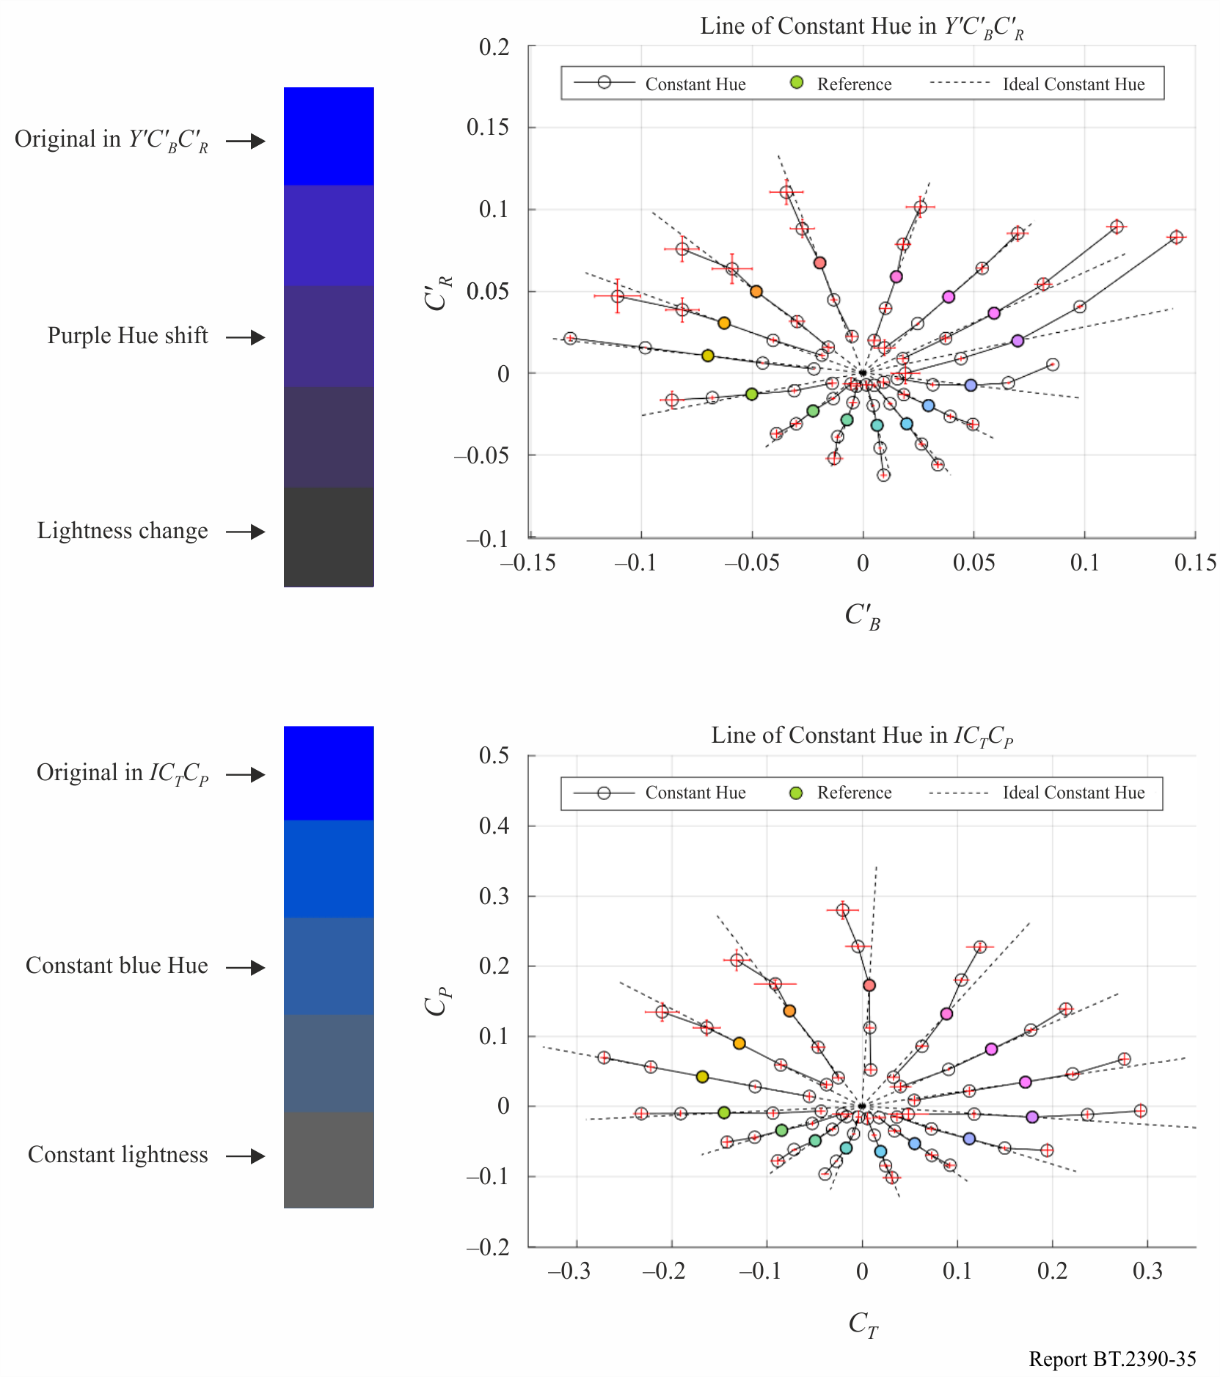 Line of Constant Hue in Y′C′BC′R
0.2
Constant Hue Reference Ideal Constant Hue
Original in Y′C′BC′R
0.15
0.1
C′R
0.05
Purple Hue shift
0
–0.05
Lightness change
–0.1
–0.15 –0.1 –0.05 0 0.05 0.1 0.15
C′B
Line of Constant Hue in ICTCP
0.5
Original in ICTCP
Constant Hue Reference Ideal Constant Hue
0.4
0.3
Constant blue Hue
0.2
CP
0.1
0
Constant lightness
–0.1
–0.2
–0.3 –0.2 –0.1 0 0.1 0.2 0.3
CT
Report BT.2390-35